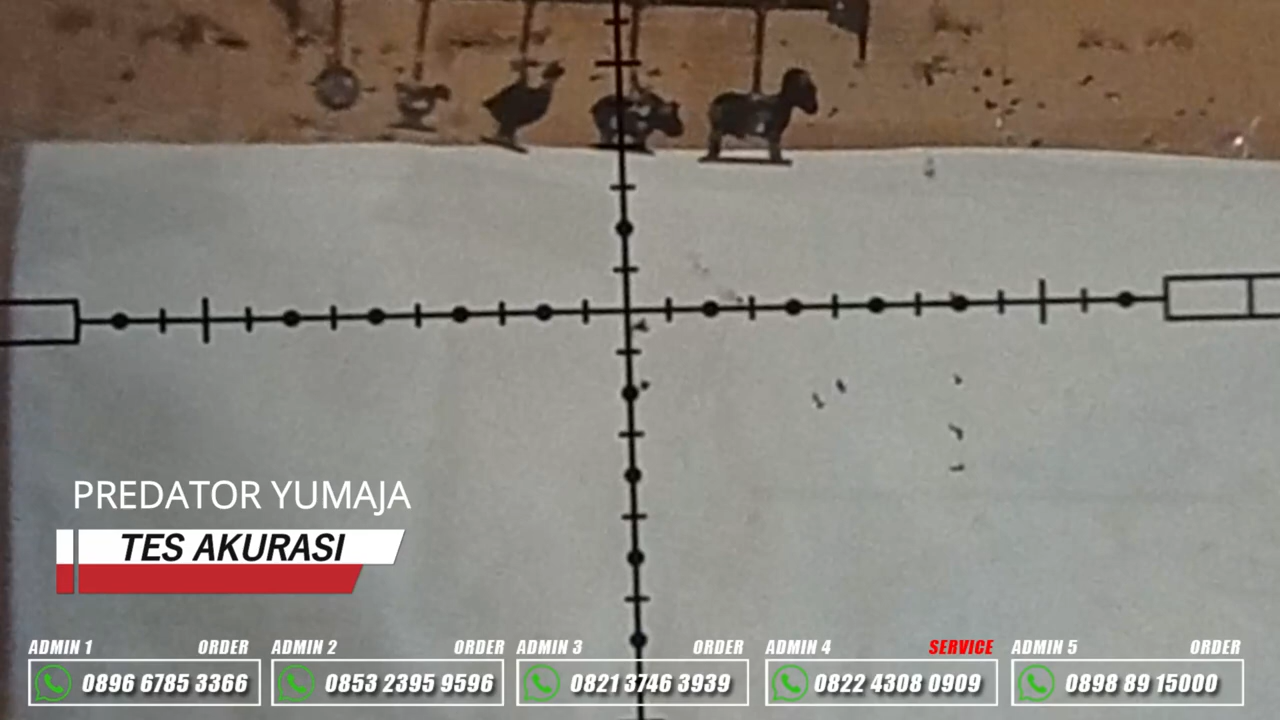 PREDATOR YUMAJA
TES AKURASI
ADMIN 1 ORDER
0896 6785 3366
ADMIN 2 ORDER
0853 2395 9596
ADMIN 3 ORDER
0821 3746 3939
ADMIN 4 SERVICE
0822 4308 0909
ADMIN 5 ORDER
0898 89 15000